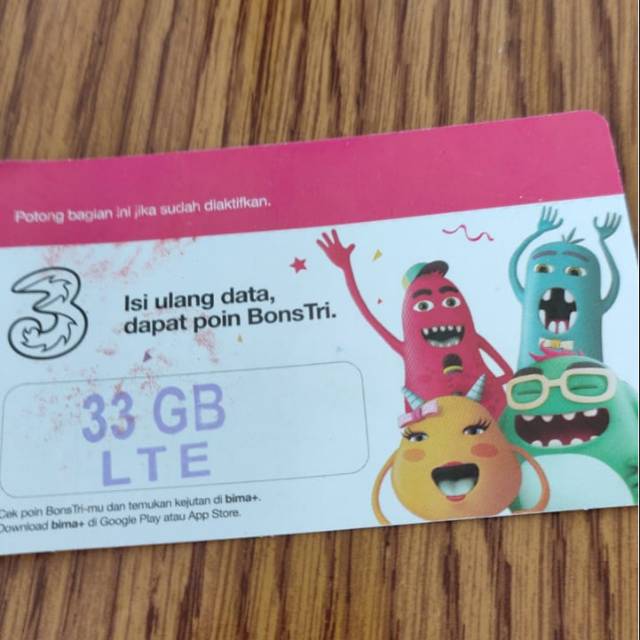 Potong bagian ini jika sudah diaktifkan.
3
Isi ulang data,
dapat poin BonsTri.
33 GB
LTE
Cek poin BonsTri-mu dan temukan kejutan di bima+.
Download bima+ di Google Play atau App Store.